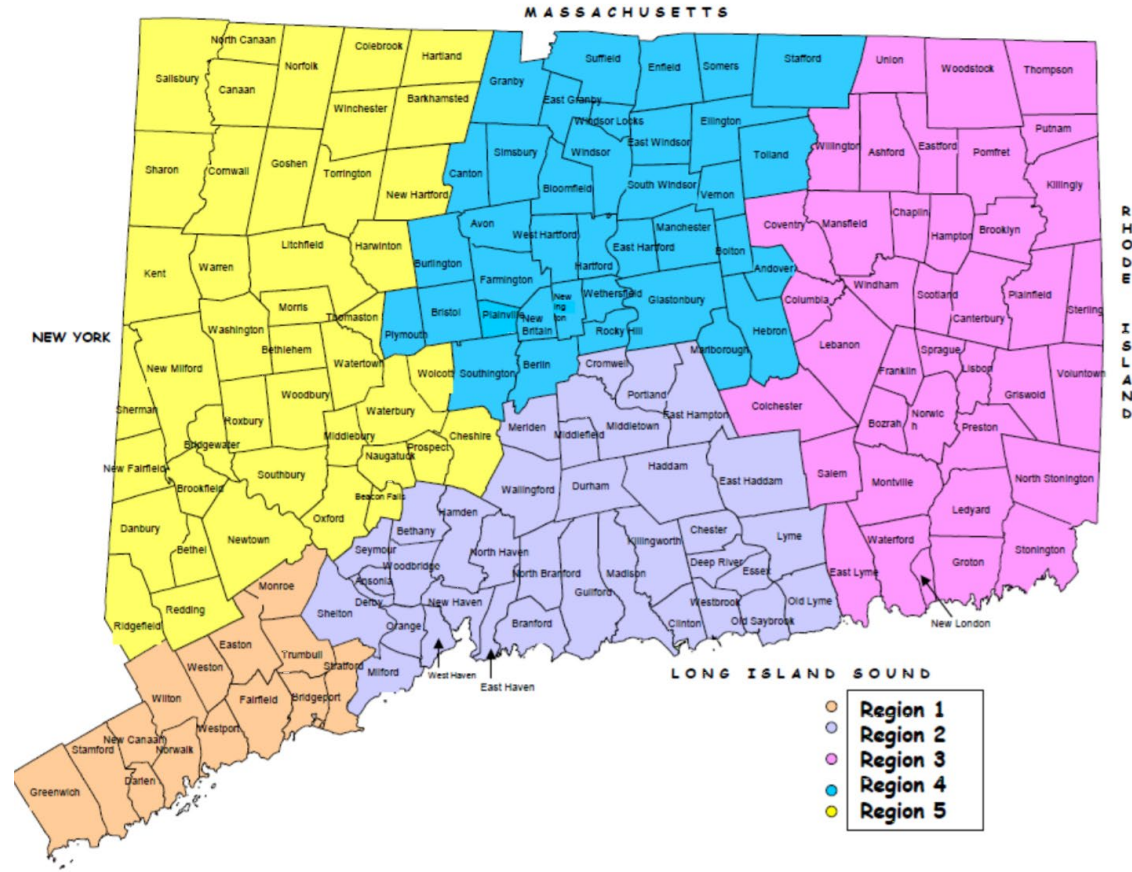 MASSACHUSETTS
North Canaan
Colebrook
Hartland
Salisbury
Norfolk
Canaan
Granby
Suffield
Enfield
Somers
Stafford
Union
Woodstock
Thompson
Winchester
Barkhamsted
East Granby
Windsor Locks
Ellington
Putnam
Sharon
Cornwall
Goshen
Torrington
New Hartford
Canton
Simsbury
Windsor
East Windsor
Tolland
Willington
Ashford
Eastford
Pomfret
Killingly
Bloomfield
South Windsor
Vernon
Litchfield
Harwinton
Avon
West Hartford
Hartford
East Hartford
Manchester
Bolton
Coventry
Mansfield
Chaplin
Hampton
Brooklyn
RHODE ISLAND
Kent
Warren
Burlington
Farmington
Andover
Morris
Thomaston
Plymouth
Bristol
Plainville
New Britain
New
ing
ton
Wethersfield
Glastonbury
Hebron
Columbia
Windham
Scotland
Canterbury
Plainfield
Sterling
NEW YORK
Washington
Bethlehem
Watertown
Rocky Hill
Marlborough
Lebanon
New Milford
Wolcott
Southington
Berlin
Cromwell
Portland
Franklin
Sprague
Lisbon
Griswold
Voluntown
Sherman
Roxbury
Woodbury
Waterbury
Cheshire
Meriden
Middlefield
Middletown
East Hampton
Colchester
Bozrah
Norwic
h
Preston
Bridgewater
Middlebury
Naugatuck
Prospect
New Fairfield
Brookfield
Southbury
Beacon Falls
Wallingford
Durham
Haddam
East Haddam
Salem
Montville
North Stonington
Danbury
Bethel
Newtown
Oxford
Bethany
Hamden
Ledyard
Seymour
Woodbridge
North Haven
Killingworth
Chester
Lyme
Waterford
Groton
Stonington
Ansonia
Derby
North Branford
Madison
Deep River
Essex
East Lyme
Redding
Ridgefield
Monroe
Shelton
Orange
New Haven
Branford
Guilford
Westbrook
Clinton
Old Saybrook
Old Lyme
New London
Easton
Trumbull
Stratford
Milford
West Haven
East Haven
Weston
Wilton
Fairfield
Bridgeport
LONG ISLAND SOUND
Westport
New Canaan
Norwalk
Stamford
Darien
Greenwich
Region 1
Region 2
Region 3
Region 4
Region 5